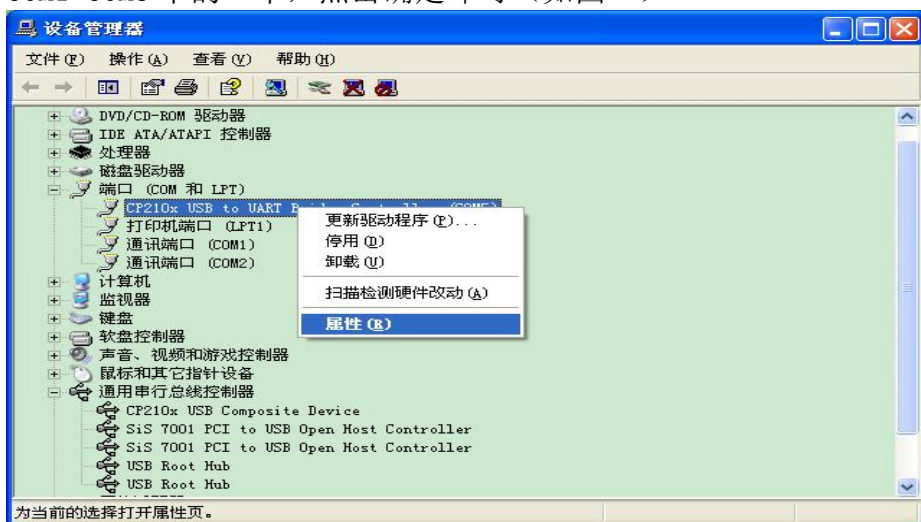 设备管理器
文件(F) 操作(A) 查看(V) 帮助(H)
DVD/CD-ROM 驱动器
IDE ATA/ATAPI 控制器
处理器
磁盘驱动器
端口 (COM 和 LPT)
CP210x USB to UART
打印机端口 (LPT1)
通讯端口 (COM1)
通讯端口 (COM2)
计算机
监视器
键盘
软盘控制器
声音、视频和游戏控制器
鼠标和其它指针设备
通用串行总线控制器
CP210x USB Composite Device
SiS 7001 PCI to USB Open Host Controller
SiS 7001 PCI to USB Open Host Controller
USB Root Hub
USB Root Hub
更新驱动程序(P)...
停用(D)
卸载(U)
扫描检测硬件改动(A)
属性(R)
为当前的选择打开属性页。